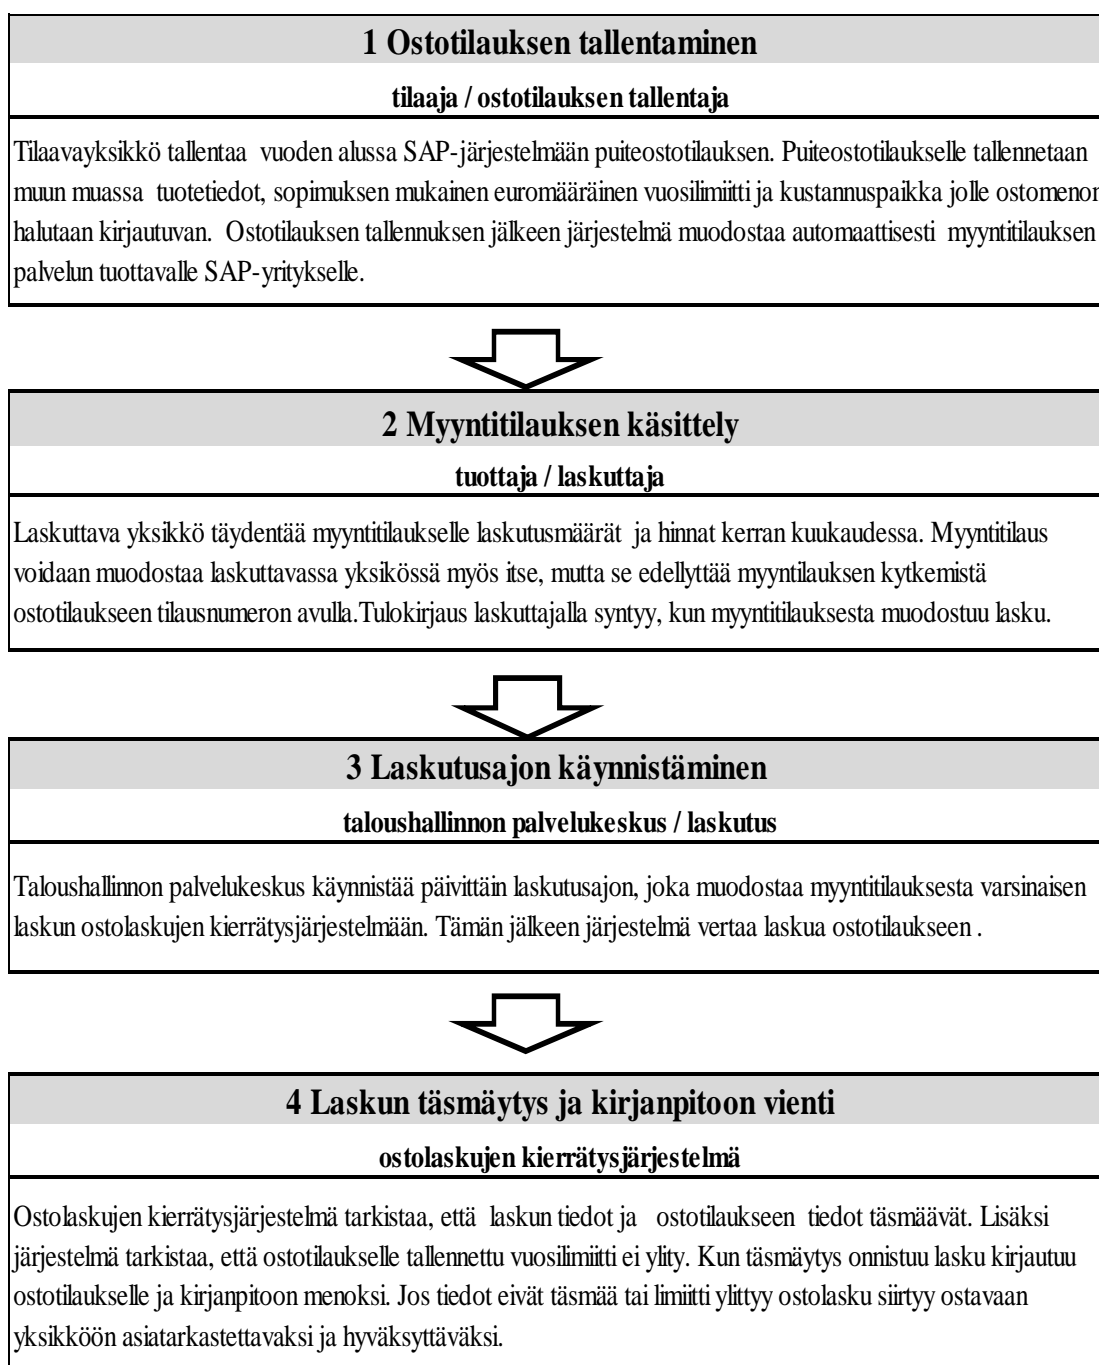 1 Ostotilauksen tallentaminen
tilaaja / ostotilauksen tallentaja
Tilaavayksikkö tallentaa vuoden alussa SAP-järjestelmään puiteostotilauksen. Puiteostotilaukselle tallennetaan
muun muassa tuotetiedot, sopimuksen mukainen euromääräinen vuosilimiitti ja kustannuspaikka jolle ostomenon
halutaan kirjautuvan. Ostotilauksen tallennuksen jälkeen järjestelmä muodostaa automaattisesti myyntitilauksen
palvelun tuottavalle SAP-yritykselle.
2 Myyntitilauksen käsittely
tuottaja / laskuttaja
Laskuttava yksikkö täydentää myyntitilaukselle laskutusmäärät ja hinnat kerran kuukaudessa. Myyntitilaus
voidaan muodostaa laskuttavassa yksikössä myös itse, mutta se edellyttää myyntilauksen kytkemistä
ostotilaukseen tilausnumeron avulla.Tulokirjaus laskuttajalla syntyy, kun myyntitilauksesta muodostuu lasku.
3 Laskutusajon käynnistäminen
taloushallinnon palvelukeskus / laskutus
Taloushallinnon palvelukeskus käynnistää päivittäin laskutusajon, joka muodostaa myyntitilauksesta varsinaisen
laskun ostolaskujen kierrätysjärjestelmään. Tämän jälkeen järjestelmä vertaa laskua ostotilaukseen .
4 Laskun täsmäytys ja kirjanpitoon vienti
ostolaskujen kierrätysjärjestelmä
Ostolaskujen kierrätysjärjestelmä tarkistaa, että laskun tiedot ja ostotilaukseen tiedot täsmäävät. Lisäksi
järjestelmä tarkistaa, että ostotilaukselle tallennettu vuosilimiitti ei ylity. Kun täsmäytys onnistuu lasku kirjautuu
ostotilaukselle ja kirjanpitoon menoksi. Jos tiedot eivät täsmää tai limiitti ylittyy ostolasku siirtyy ostavaan
yksikköön asiatarkastettavaksi ja hyväksyttäväksi.